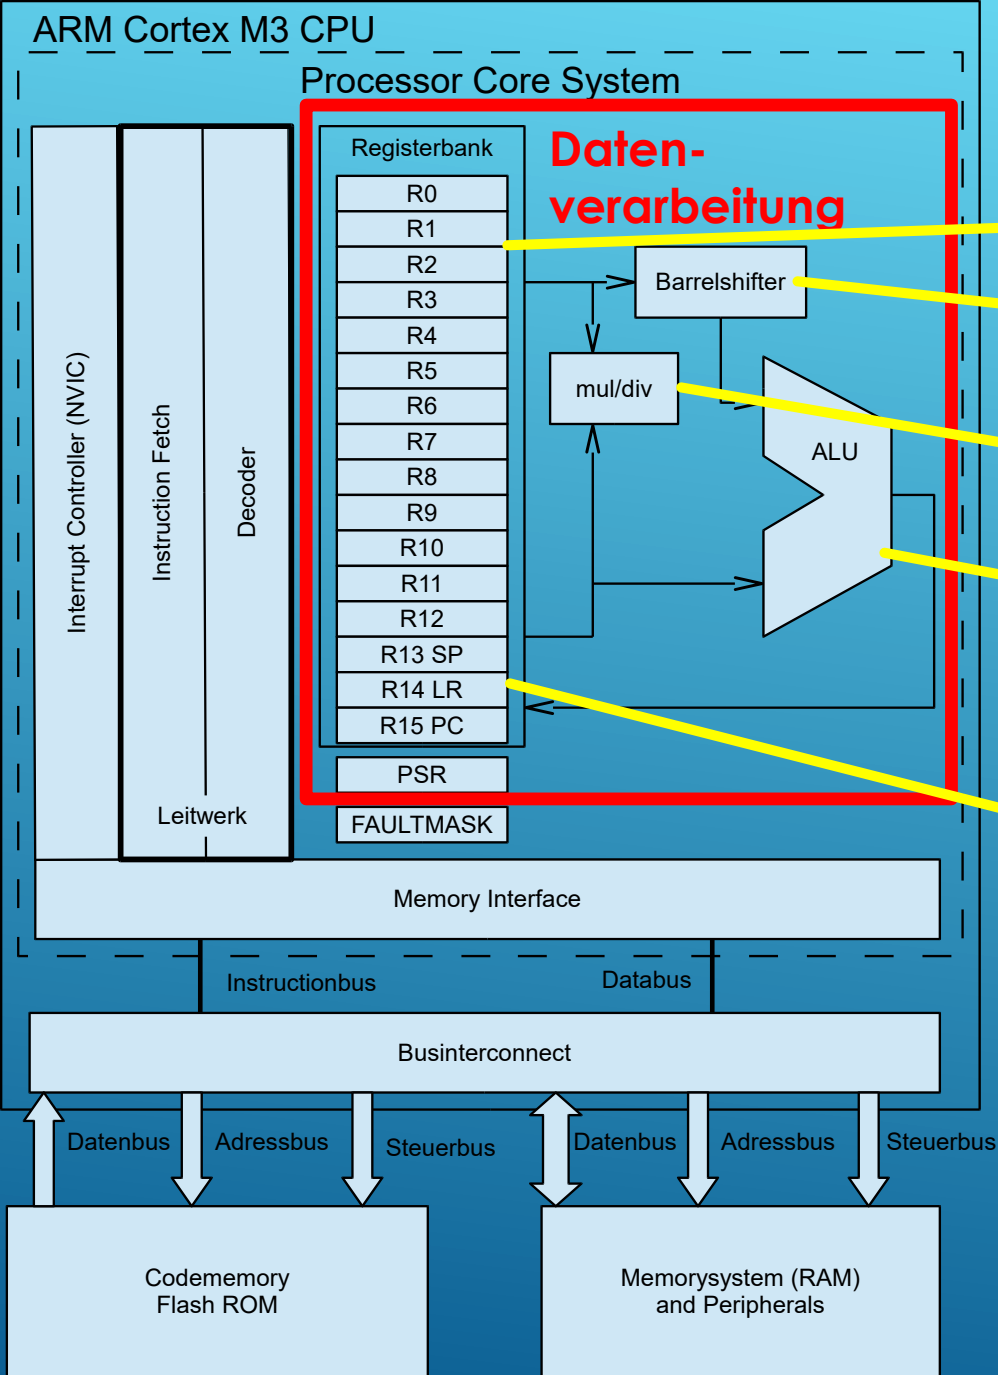 ARM Cortex M3 CPU
Processor Core System
Interrupt Controller (NVIC)
Instruction Fetch
Decoder
Leitwerk
Registerbank
R0
R1
R2
R3
R4
R5
R6
R7
R8
R9
R10
R11
R12
R13 SP
R14 LR
R15 PC
PSR
FAULTMASK
Daten-
verarbeitung
Barrelshifter
mul/div
ALU
Memory Interface
Instructionbus
Databus
Businterconnect
Datenbus
Adressbus
Steuerbus
Datenbus
Adressbus
Steuerbus
Codememory
Flash ROM
Memorysystem (RAM)
and Peripherals